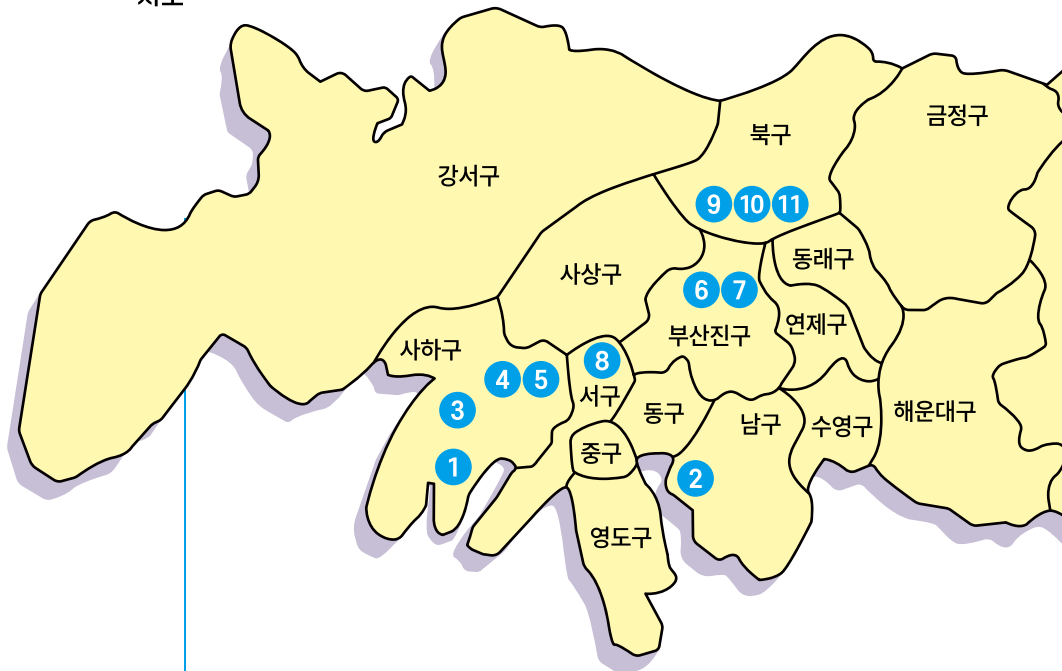 금정구
북구
강서구
9 10 11
동래구
사상구
6 7
연제구
부산진구
사하구
8
4 5
서구
3
동구
해운대구
남구
수영구
중구
1
2
영도구